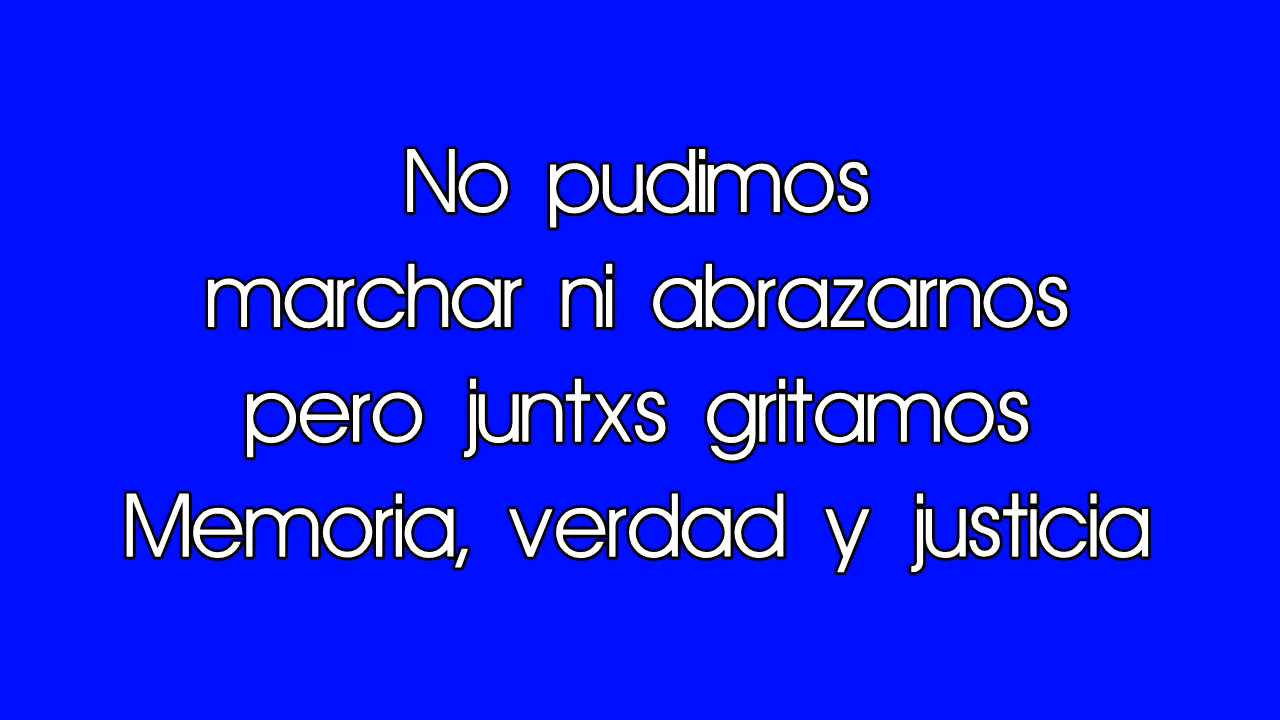 No pudimos
marchar ni abrazarnos
pero juntxs gritamos
Memoria, verdad y justicia